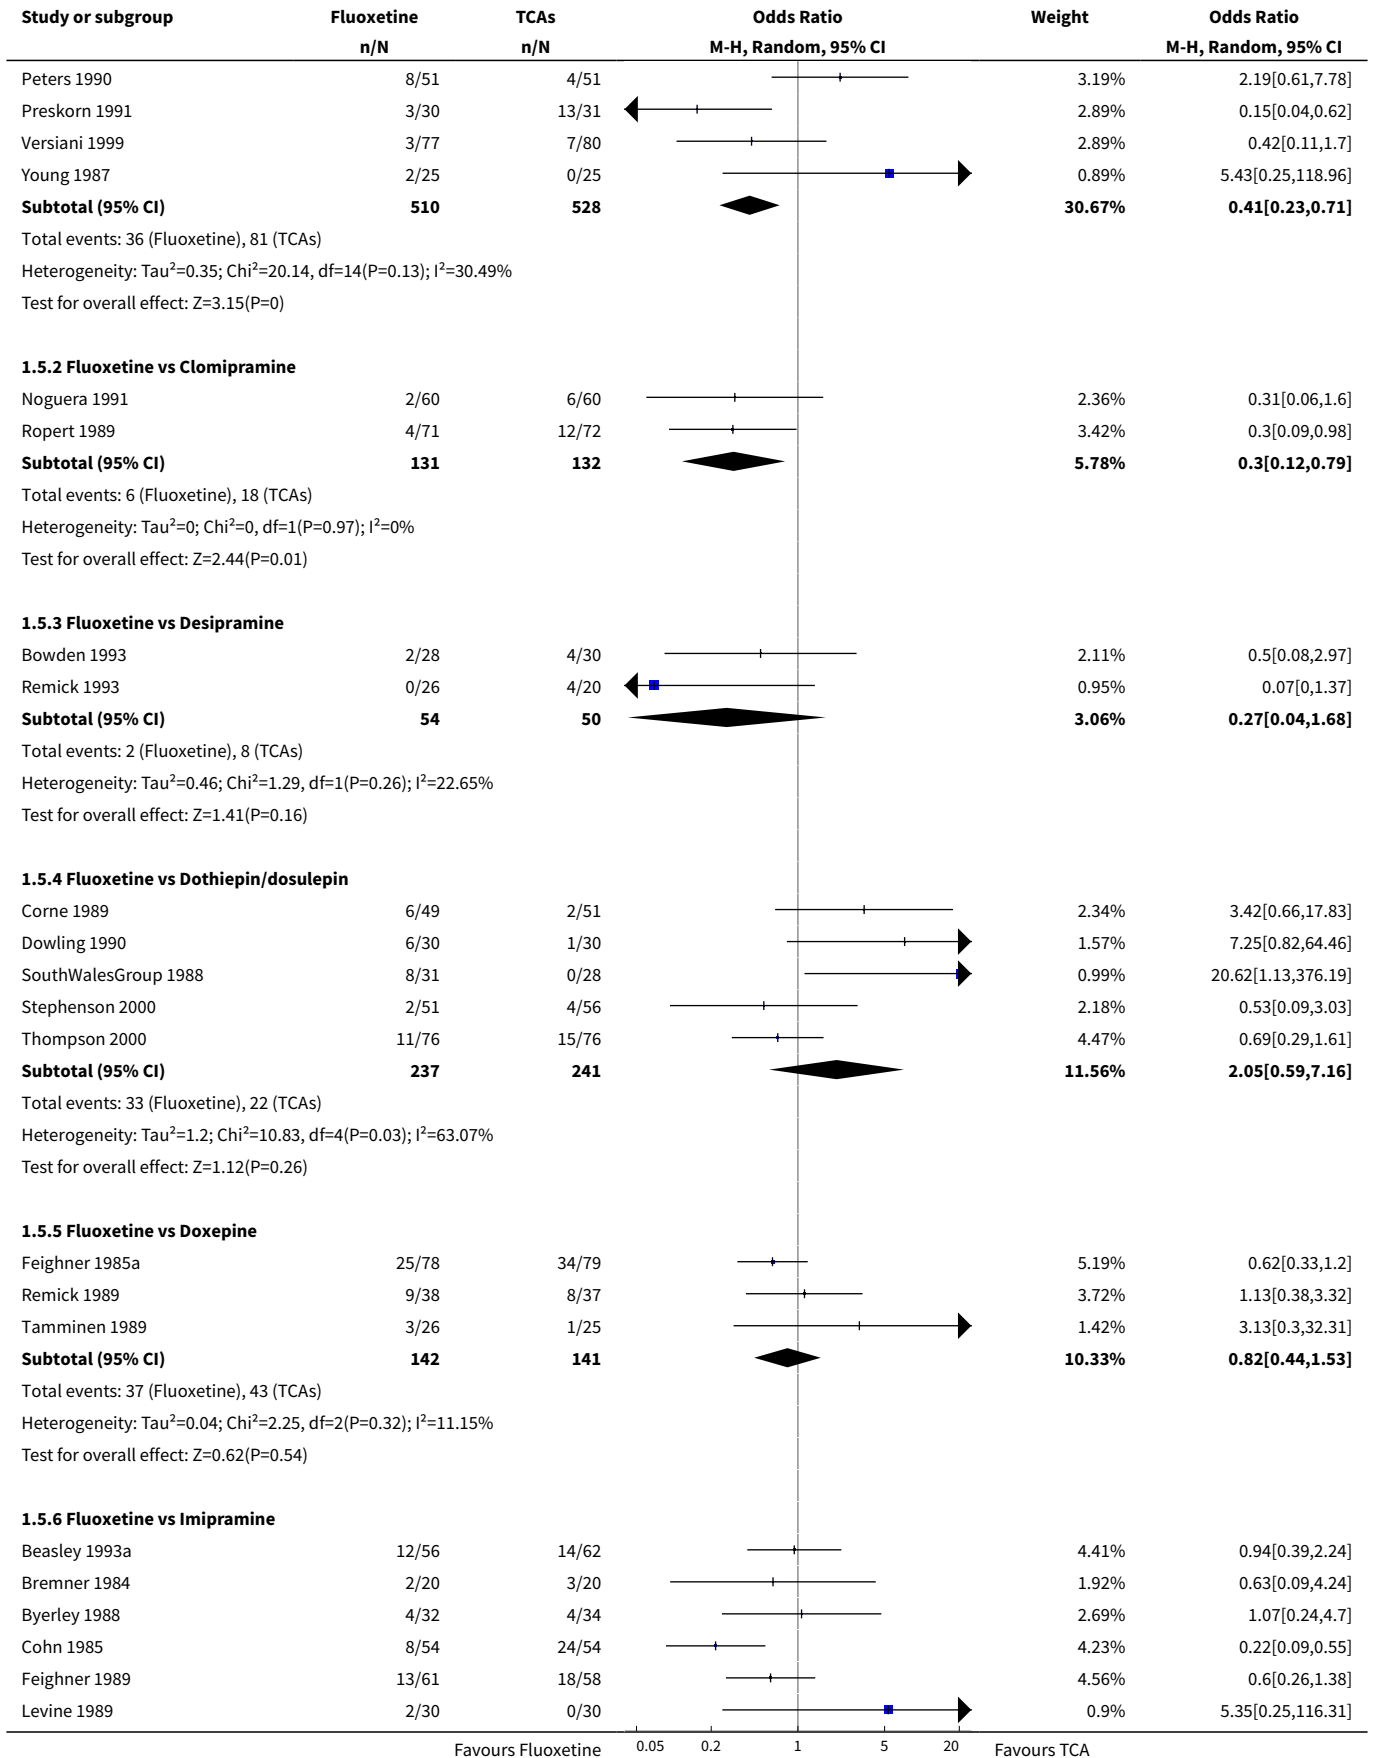 Study or subgroup Fluoxetine TCAs Odds Ratio Weight Odds Ratio
n/N n/N M-H, Random, 95% CI M-H, Random, 95% CI
Peters 1990 8/51 4/51 3.19% 2.19[0.61,7.78]
Preskorn 1991 3/30 13/31 2.89% 0.15[0.04,0.62]
Versiani 1999 3/77 7/80 2.89% 0.42[0.11,1.7]
Young 1987 2/25 0/25 0.89% 5.43[0.25,118.96]
Subtotal (95% CI) 510 528 30.67% 0.41[0.23,0.71]
Total events: 36 (Fluoxetine), 81 (TCAs)
Heterogeneity: Tau²=0.35; Chi²=20.14, df=14(P=0.13); I²=30.49%
Test for overall effect: Z=3.15(P=0)
1.5.2 Fluoxetine vs Clomipramine
Noguera 1991 2/60 6/60 2.36% 0.31[0.06,1.6]
Ropert 1989 4/71 12/72 3.42% 0.3[0.09,0.98]
Subtotal (95% CI) 131 132 5.78% 0.3[0.12,0.79]
Total events: 6 (Fluoxetine), 18 (TCAs)
Heterogeneity: Tau²=0; Chi²=0, df=1(P=0.97); I²=0%
Test for overall effect: Z=2.44(P=0.01)
1.5.3 Fluoxetine vs Desipramine
Bowden 1993 2/28 4/30 2.11% 0.5[0.08,2.97]
Remick 1993 0/26 4/20 0.95% 0.07[0,1.37]
Subtotal (95% CI) 54 50 3.06% 0.27[0.04,1.68]
Total events: 2 (Fluoxetine), 8 (TCAs)
Heterogeneity: Tau²=0.46; Chi²=1.29, df=1(P=0.26); I²=22.65%
Test for overall effect: Z=1.41(P=0.16)
1.5.4 Fluoxetine vs Dothiepin/dosulepin
Corne 1989 6/49 2/51 2.34% 3.42[0.66,17.83]
Dowling 1990 6/30 1/30 1.57% 7.25[0.82,64.46]
SouthWalesGroup 1988 8/31 0/28 0.99% 20.62[1.13,376.19]
Stephenson 2000 2/51 4/56 2.18% 0.53[0.09,3.03]
Thompson 2000 11/76 15/76 4.47% 0.69[0.29,1.61]
Subtotal (95% CI) 237 241 11.56% 2.05[0.59,7.16]
Total events: 33 (Fluoxetine), 22 (TCAs)
Heterogeneity: Tau²=1.2; Chi²=10.83, df=4(P=0.03); I²=63.07%
Test for overall effect: Z=1.12(P=0.26)
1.5.5 Fluoxetine vs Doxepine
Feighner 1985a 25/78 34/79 5.19% 0.62[0.33,1.2]
Remick 1989 9/38 8/37 3.72% 1.13[0.38,3.32]
Tamminen 1989 3/26 1/25 1.42% 3.13[0.3,32.31]
Subtotal (95% CI) 142 141 10.33% 0.82[0.44,1.53]
Total events: 37 (Fluoxetine), 43 (TCAs)
Heterogeneity: Tau²=0.04; Chi²=2.25, df=2(P=0.32); I²=11.15%
Test for overall effect: Z=0.62(P=0.54)
1.5.6 Fluoxetine vs Imipramine
Beasley 1993a 12/56 14/62 4.41% 0.94[0.39,2.24]
Bremner 1984 2/20 3/20 1.92% 0.63[0.09,4.24]
Byerley 1988 4/32 4/34 2.69% 1.07[0.24,4.7]
Cohn 1985 8/54 24/54 4.23% 0.22[0.09,0.55]
Feighner 1989 13/61 18/58 4.56% 0.6[0.26,1.38]
Levine 1989 2/30 0/30 0.9% 5.35[0.25,116.31]
Favours Fluoxetine 0.05 0.2 1 5 20 Favours TCA